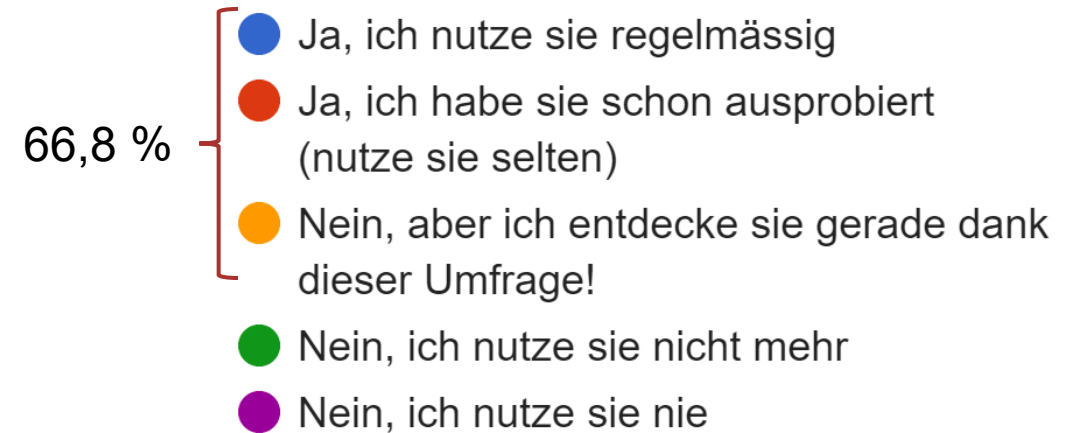 Ja, ich nutze sie regelmässig
Ja, ich habe sie schon ausprobiert
66,8 %
(nutze sie selten)
Nein, aber ich entdecke sie gerade dank
dieser Umfrage!
Nein, ich nutze sie nicht mehr
Nein, ich nutze sie nie